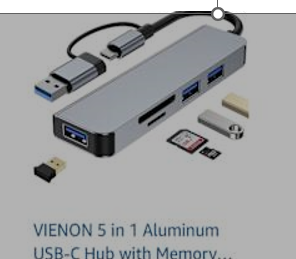 VIENON 5 in 1 Aluminum
USB-C Hub with Memory...